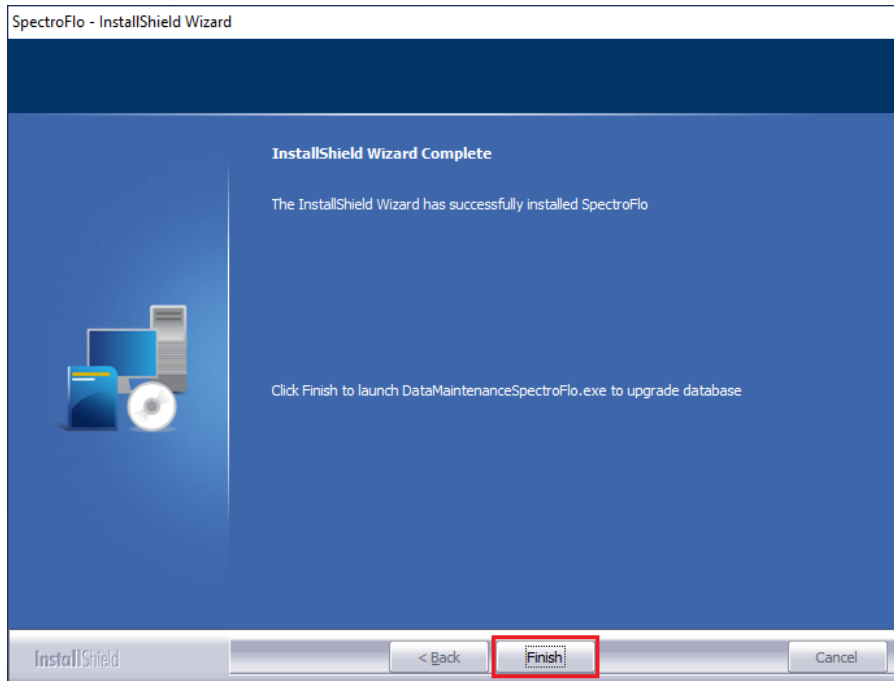 SpectroFlo - InstallShield Wizard
InstallShield Wizard Complete
The InstallShield Wizard has successfully installed SpectroFlo
Click Finish to launch DataMaintenanceSpectroFlo.exe to upgrade database
InstallShield
< Back
Finish
Cancel